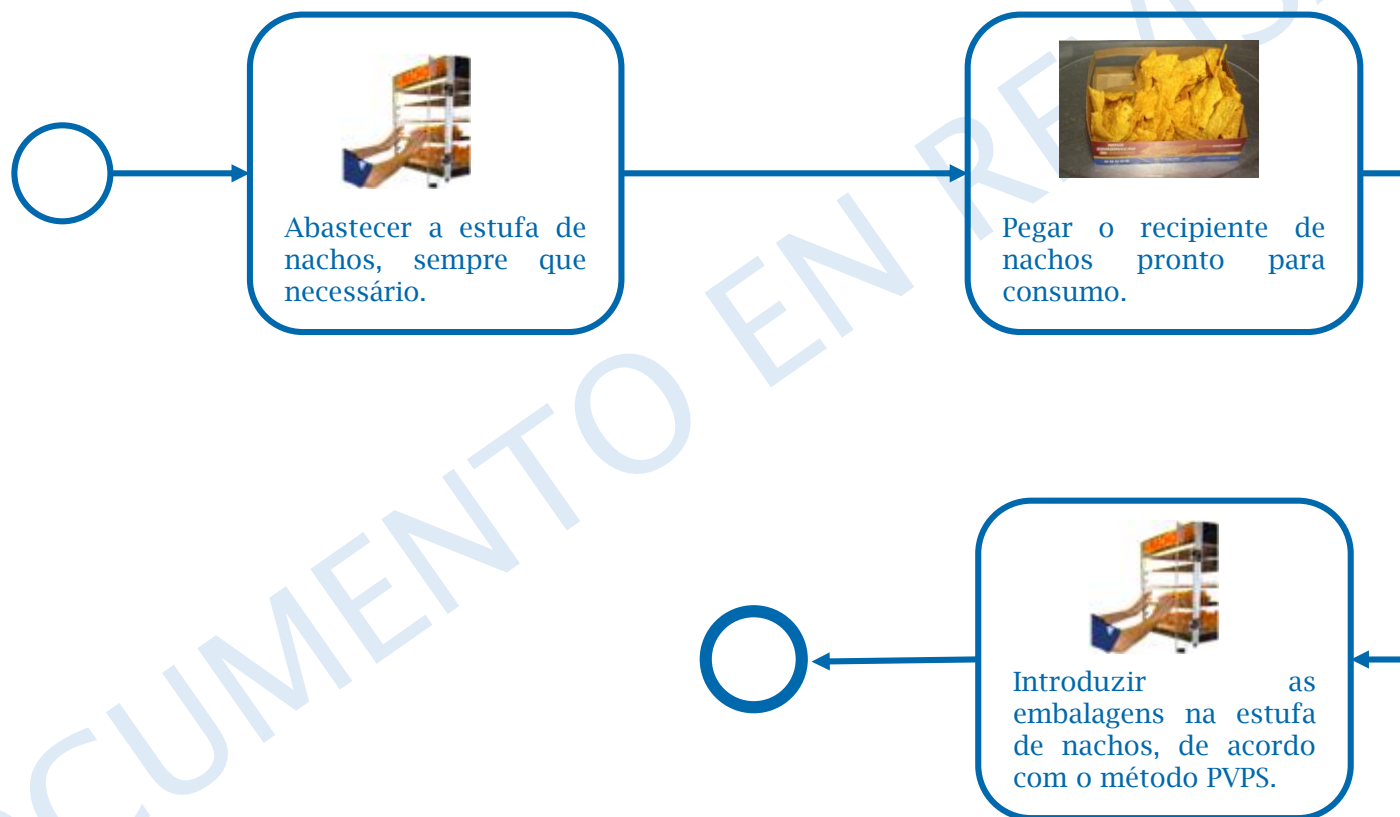 Abastecer a estufa de
nachos, sempre que
necessário.
Pegar o recipiente de
nachos pronto para
consumo.
Introduzir as
embalagens na estufa
de nachos, de acordo
com o método PVPS.
CUMENTO EN REVIS